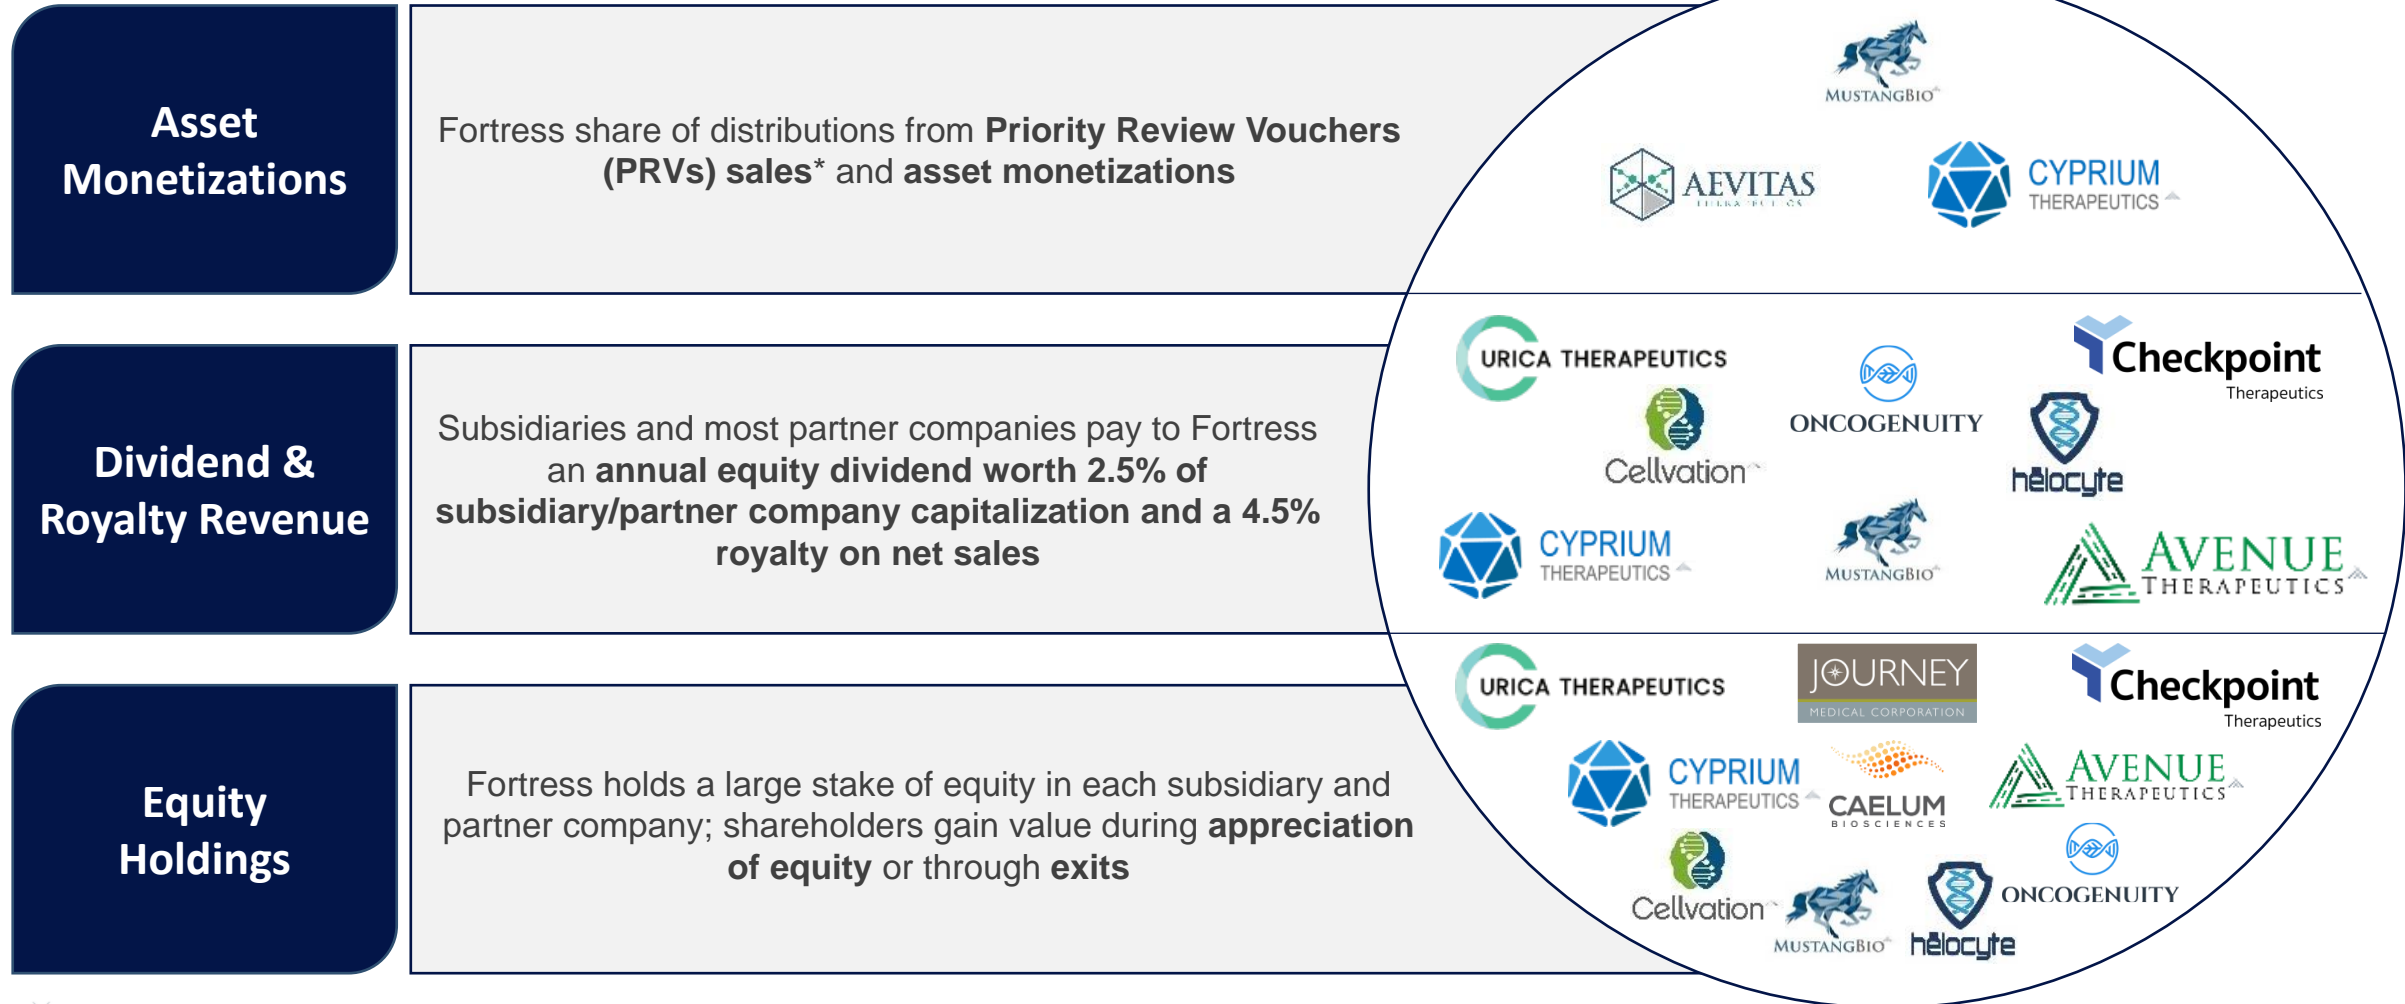 Asset
Monetizations
Fortress share of distributions from Priority Review Vouchers
(PRVs) sales* and asset monetizations
MUSTANGBIO
AEVITAS
THERAPEUTICS
CYPRIUM
THERAPEUTICS
Dividend &
Royalty Revenue
Subsidiaries and most partner companies pay to Fortress
an annual equity dividend worth 2.5% of
subsidiary/partner company capitalization and a 4.5%
royalty on net sales
URICA THERAPEUTICS
ONCOGENUITY
Checkpoint
Therapeutics
Cellvation
hēlocyte
CYPRIUM
THERAPEUTICS
MUSTANGBIO
AVENUE
THERAPEUTICS
Equity
Holdings
Fortress holds a large stake of equity in each subsidiary and
partner company; shareholders gain value during appreciation
of equity or through exits
URICA THERAPEUTICS
JOURNEY
MEDICAL CORPORATION
Checkpoint
Therapeutics
CYPRIUM
THERAPEUTICS
CAELUM
BIOSCIENCES
AVENUE
THERAPEUTICS
Cellvation
MUSTANGBIO
hēlocyte
ONCOGENUITY